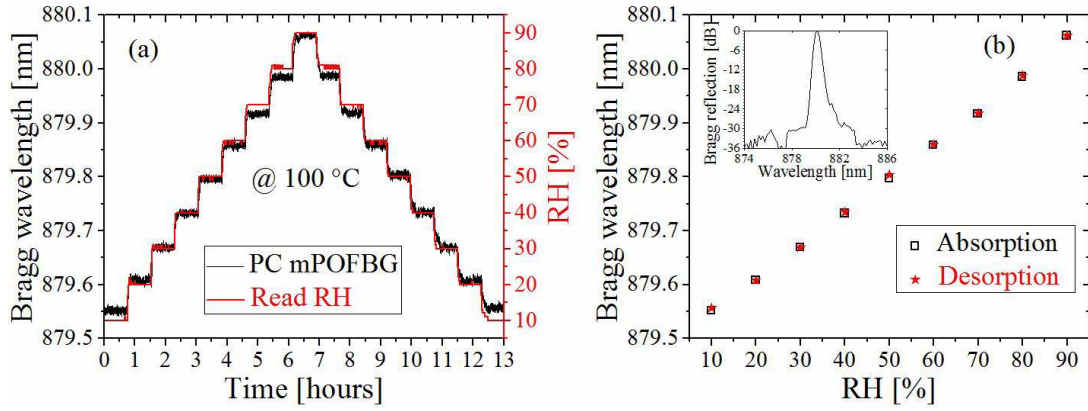 (a)
Bragg wavelength [nm]
880.1
880.0
879.9
879.8
879.7
879.6
879.5
@ 100 °C
PC mPOFBG
Read RH
0 1 2 3 4 5 6 7 8 9 10 11 12 13
Time [hours]
90
80
70
60
50
40
30
20
10
RH [%]
(b)
Bragg wavelength [nm]
880.1
880.0
879.9
879.8
879.7
879.6
879.5
Bragg reflection [dB]
0
-6
-12
-18
-24
-30
-36
874 878 882 886
Wavelength [nm]
Absorption
Desorption
10 20 30 40 50 60 70 80 90
RH [%]